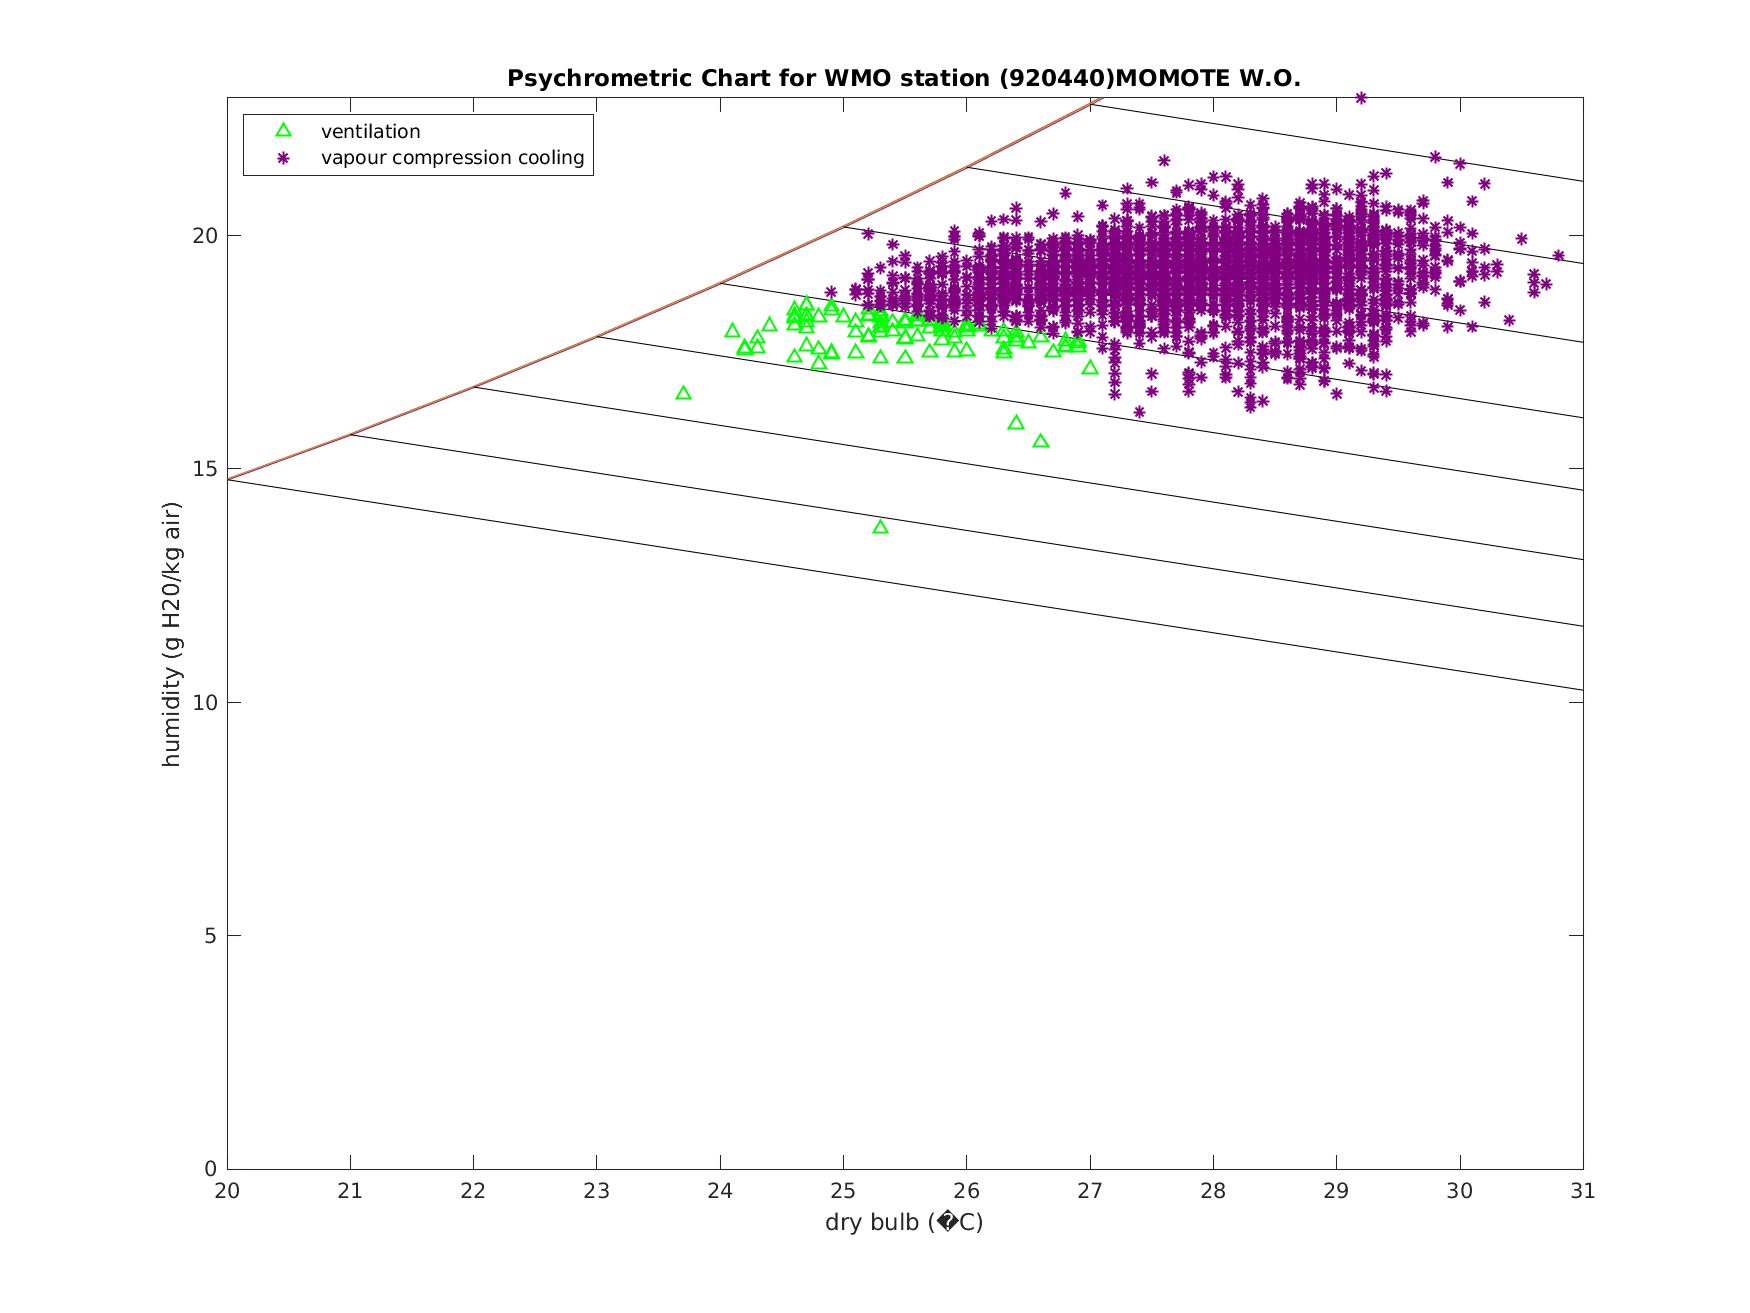 Psychrometric Chart for WMO station (920440)MOMOTE W.O.
ventilation
vapour compression cooling
humidity (g H20/kg air)
20
15
10
5
0
20 21 22 23 24 25 26 27 28 29 30 31
dry bulb (�C)